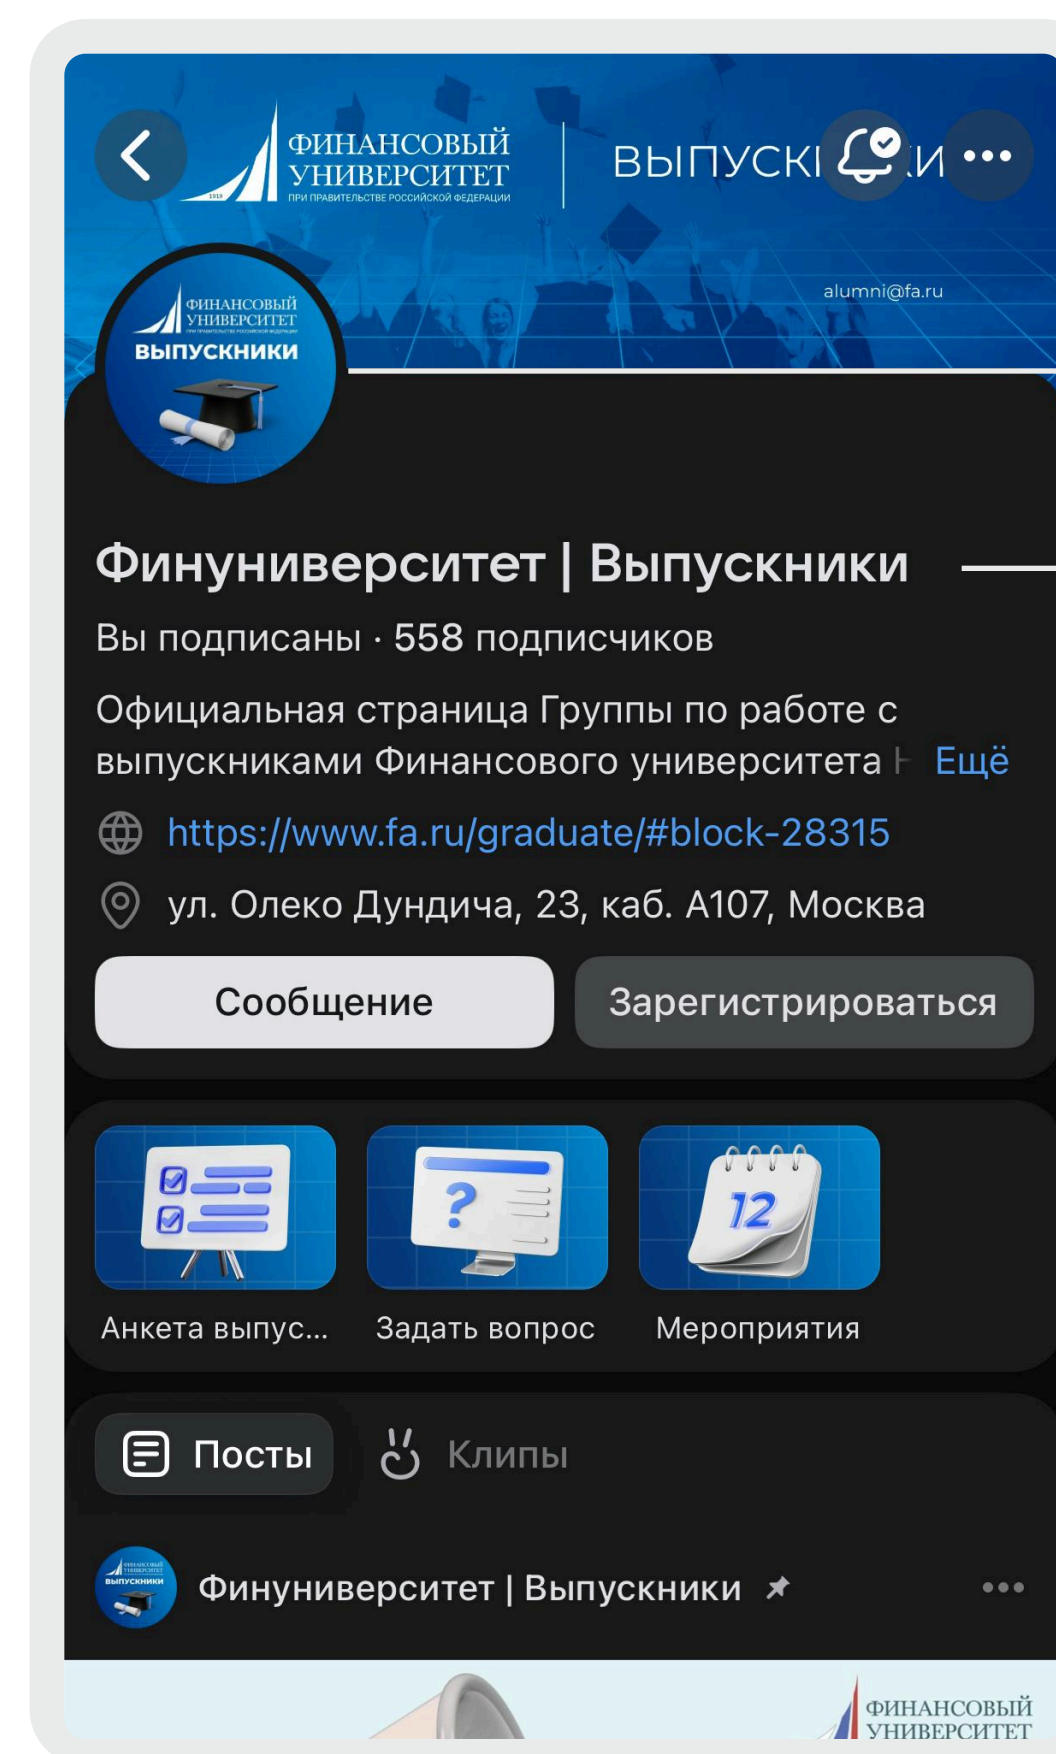 ФИНАНСОВЫЙ
УНИВЕРСИТЕТ
ПРИ ПРАВИТЕЛЬСТВЕ РОССИЙСКОЙ ФЕДЕРАЦИИ
1919
alumni@fa.ru
ФИНАНСОВЫЙ
УНИВЕРСИТЕТ
ВЫПУСКНИКИ
Финуниверситет | Выпускники
Вы подписаны · 558 подписчиков
Официальная страница Группы по работе с
выпускниками Финансового университета Ещё
https://www.fa.ru/graduate/#block-28315
ул. Олеко Дундича, 23, каб. А107, Москва
Сообщение
Зарегистрироваться
?
12
Анкета выпус...
Задать вопрос
Мероприятия
Посты
Клипы
ВЫПУСКНИКИ
Финуниверситет | Выпускники
ФИНАНСОВЫЙ
УНИВЕРСИТЕТ